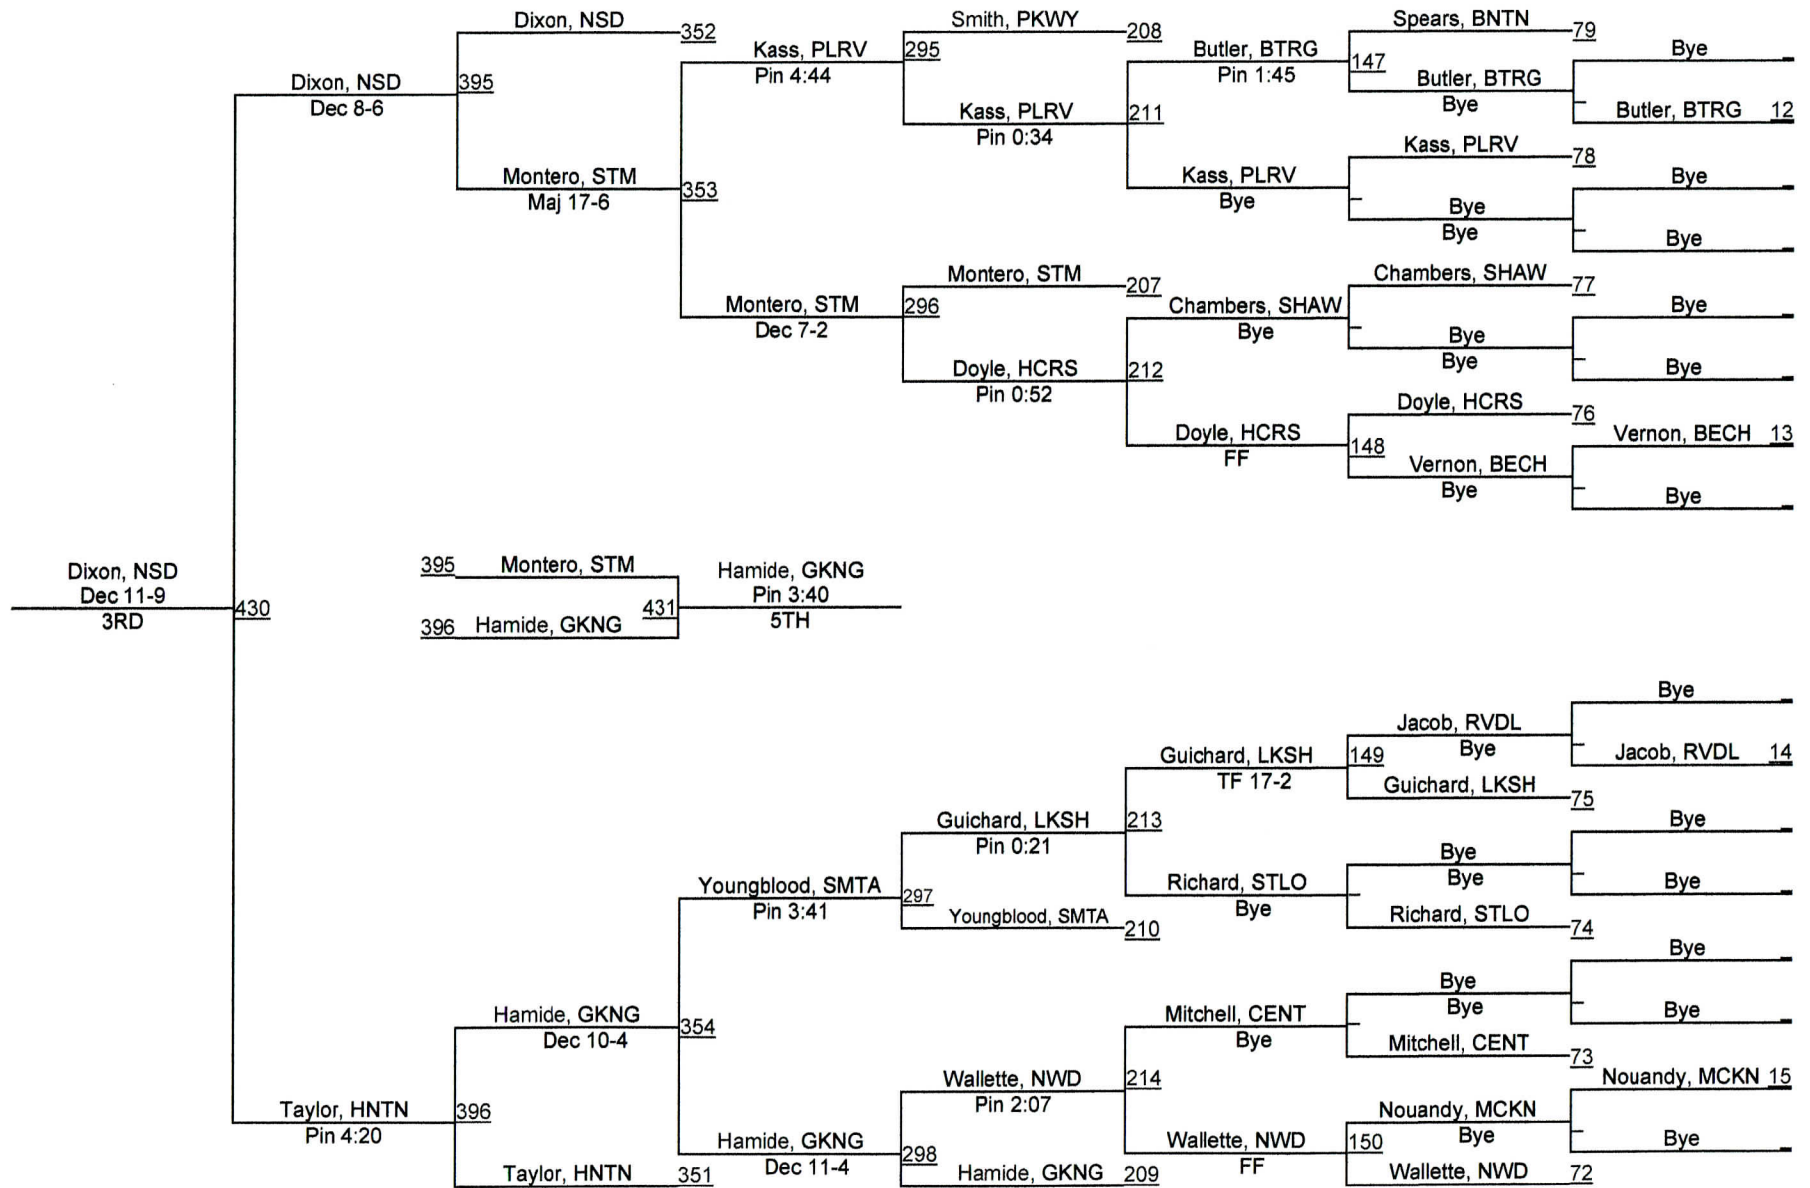 Dixon, NSD
352
Smith, PKWY
208
Spears, BNTN
79
Kass, PLRV
295
Butler, BTRG
Bye
Pin 4:44
Pin 1:45
147
Dixon, NSD
395
Butler, BTRG
Dec 8-6
Bye
Kass, PLRV
211
Butler, BTRG
12
Pin 0:34
Kass, PLRV
78
Montero, STM
353
Kass, PLRV
Bye
Maj 17-6
Bye
Bye
Bye
Bye
Montero, STM
207
Chambers, SHAW
77
Montero, STM
296
Chambers, SHAW
Bye
Dec 7-2
Bye
Bye
Bye
Doyle, HCRS
212
Bye
Pin 0:52
Doyle, HCRS
76
Doyle, HCRS
148
Vernon, BECH
13
FF
Vernon, BECH
Bye
Bye
Dixon, NSD
395
Montero, STM
Hamide, GKNG
Dec 11-9
Pin 3:40
3RD
430
396
Hamide, GKNG
431
5TH
Bye
Jacob, RVDL
Bye
Guichard, LKSH
149
Jacob, RVDL
14
TF 17-2
Guichard, LKSH
75
Guichard, LKSH
213
Bye
Pin 0:21
Bye
Bye
Youngblood, SMTA
297
Richard, STLO
Bye
Pin 3:41
Bye
Youngblood, SMTA
210
Richard, STLO
74
Bye
Hamide, GKNG
354
Mitchell, CENT
Bye
Dec 10-4
Bye
Bye
Bye
Mitchell, CENT
73
Wallette, NWD
214
Nouandy, MCKN
15
Pin 2:07
Taylor, HNTN
396
Nouandy, MCKN
Pin 4:20
Bye
Hamide, GKNG
298
Wallette, NWD
150
Bye
Dec 11-4
FF
Taylor, HNTN
351
Hamide, GKNG
209
Wallette, NWD
72